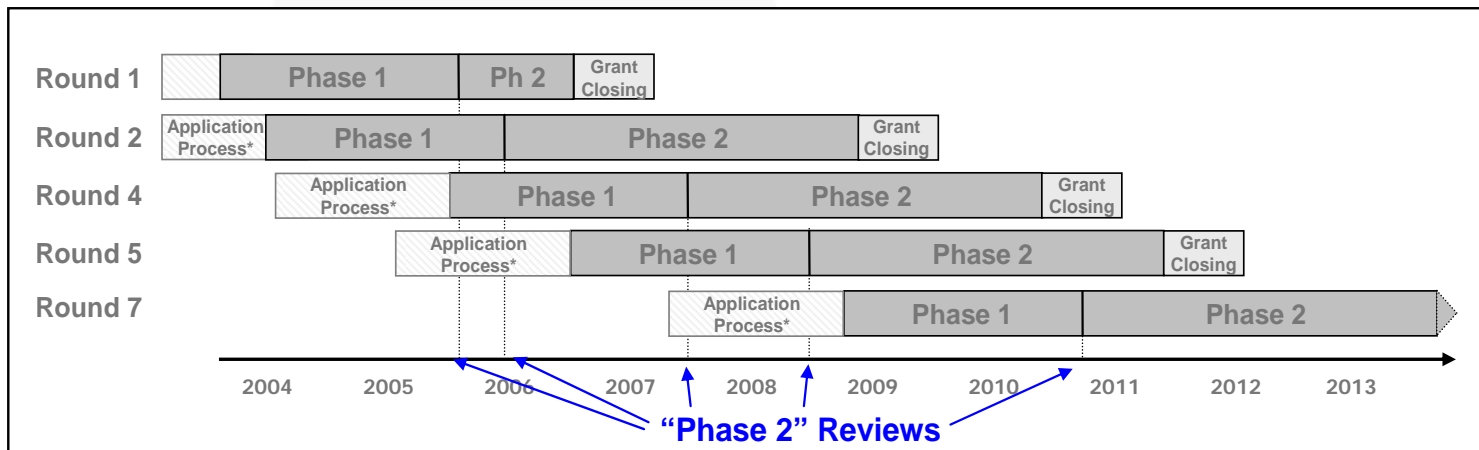 Round 1
Phase 1
Ph 2
Grant
Closing
Round 2
Application
Process*
Phase 1
Phase 2
Grant
Closing
Round 4
Application
Process*
Phase 1
Phase 2
Grant
Closing
Round 5
Application
Process*
Phase 1
Phase 2
Grant
Closing
Round 7
Application
Process*
Phase 1
Phase 2
2004 2005 2006 2007 2008 2009 2010 2011 2012 2013
“Phase 2” Reviews